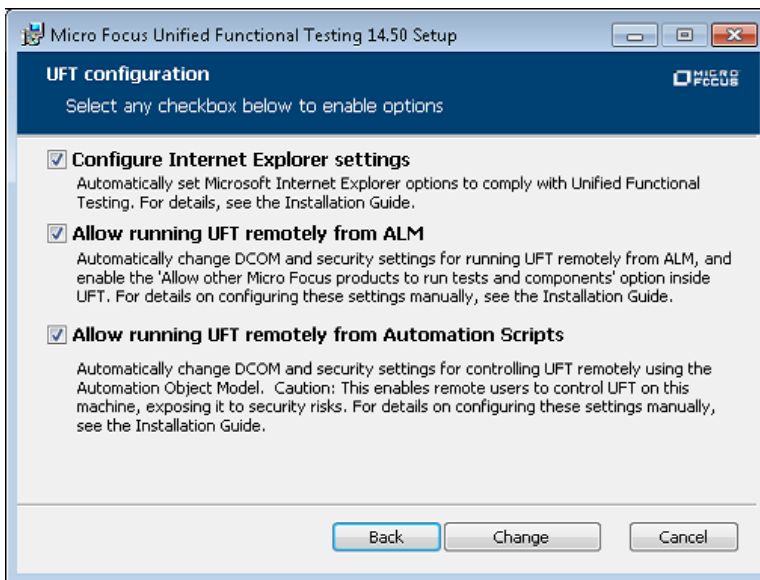 Micro Focus Unified Functional Testing 14.50 Setup
UFT configuration
MICRO
FOCUS
Select any checkbox below to enable options
Configure Internet Explorer settings
Automatically set Microsoft Internet Explorer options to comply with Unified Functional
Testing. For details, see the Installation Guide.
Allow running UFT remotely from ALM
Automatically change DCOM and security settings for running UFT remotely from ALM, and
enable the 'Allow other Micro Focus products to run tests and components' option inside
UFT. For details on configuring these settings manually, see the Installation Guide.
Allow running UFT remotely from Automation Scripts
Automatically change DCOM and security settings for controlling UFT remotely using the
Automation Object Model.  Caution: This enables remote users to control UFT on this
machine, exposing it to security risks. For details on configuring these settings manually,
see the Installation Guide.
Back
Change
Cancel